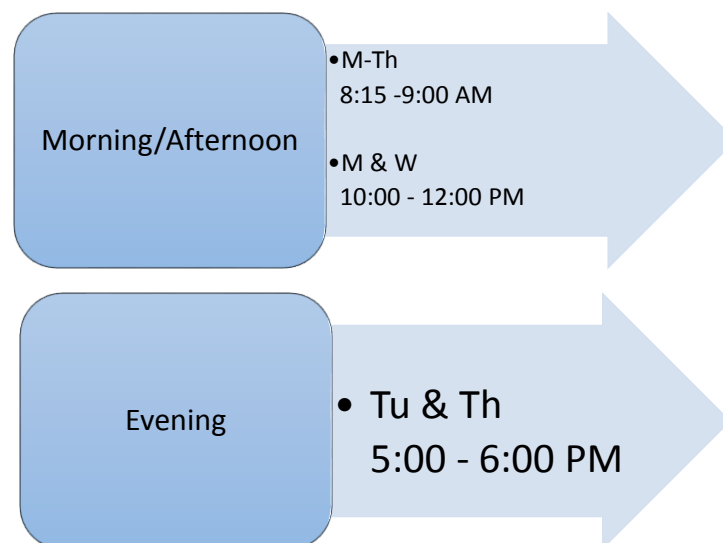 Morning/Afternoon
•M-Th
8:15 -9:00 AM
•M & W
10:00 - 12:00 PM
Evening
• Tu & Th
5:00 - 6:00 PM